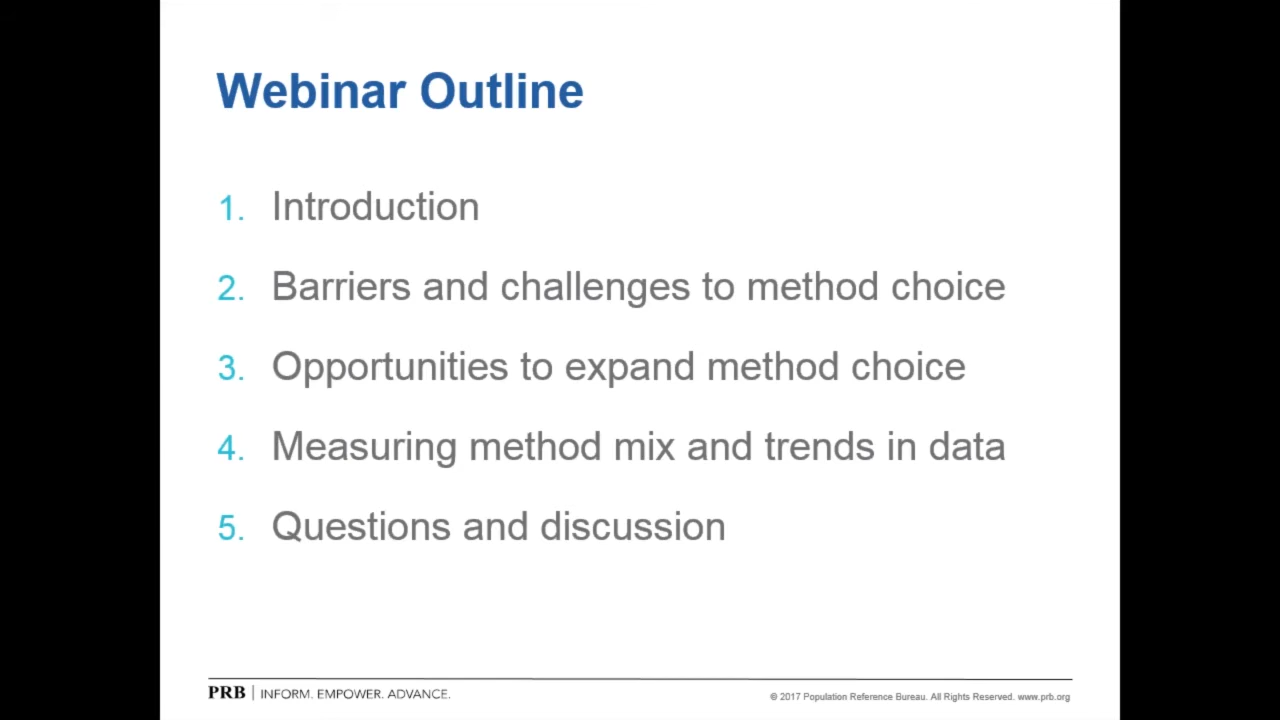 Webinar Outline
1. Introduction
2. Barriers and challenges to method choice
3. Opportunities to expand method choice
4. Measuring method mix and trends in data
5. Questions and discussion
PRB | INFORM. EMPOWER. ADVANCE.
© 2017 Population Reference Bureau. All Rights Reserved. www.prb.org